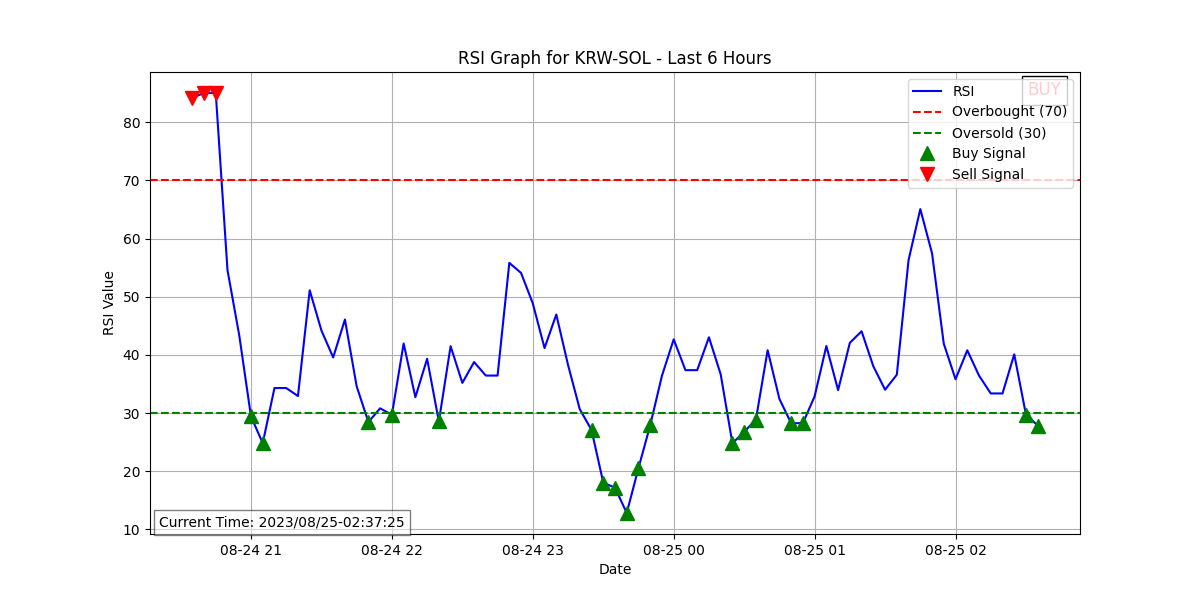 RSI Graph for KRW-SOL - Last 6 Hours
BUY
RSI
Overbought (70)
Oversold (30)
Buy Signal
Sell Signal
80
70
60
50
40
30
20
10
RSI Value
Current Time: 2023/08/25-02:37:25
08-24 21
08-24 22
08-24 23
08-25 00
08-25 01
08-25 02
Date